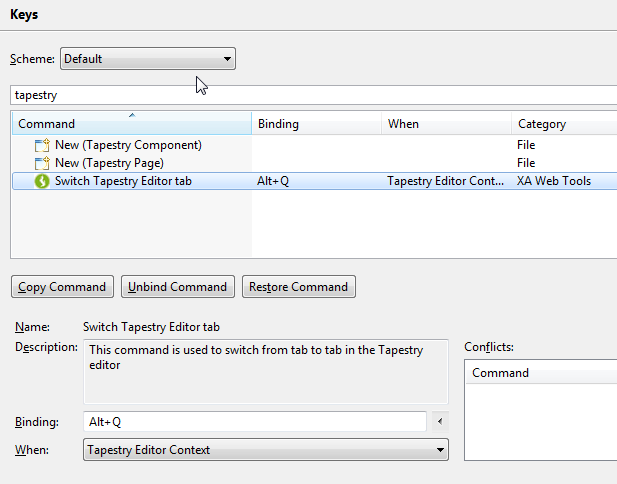 Keys
Scheme: Default
tapestry
Command Binding When Category
New (Tapestry Component) File
New (Tapestry Page) File
Switch Tapestry Editor tab Alt+Q Tapestry Editor Cont... XA Web Tools
Copy Command Unbind Command Restore Command
Name: Switch Tapestry Editor tab
Description: This command is used to switch from tab to tab in the Tapestry
editor
Conflicts:
Command
Binding: Alt+Q
When: Tapestry Editor Context